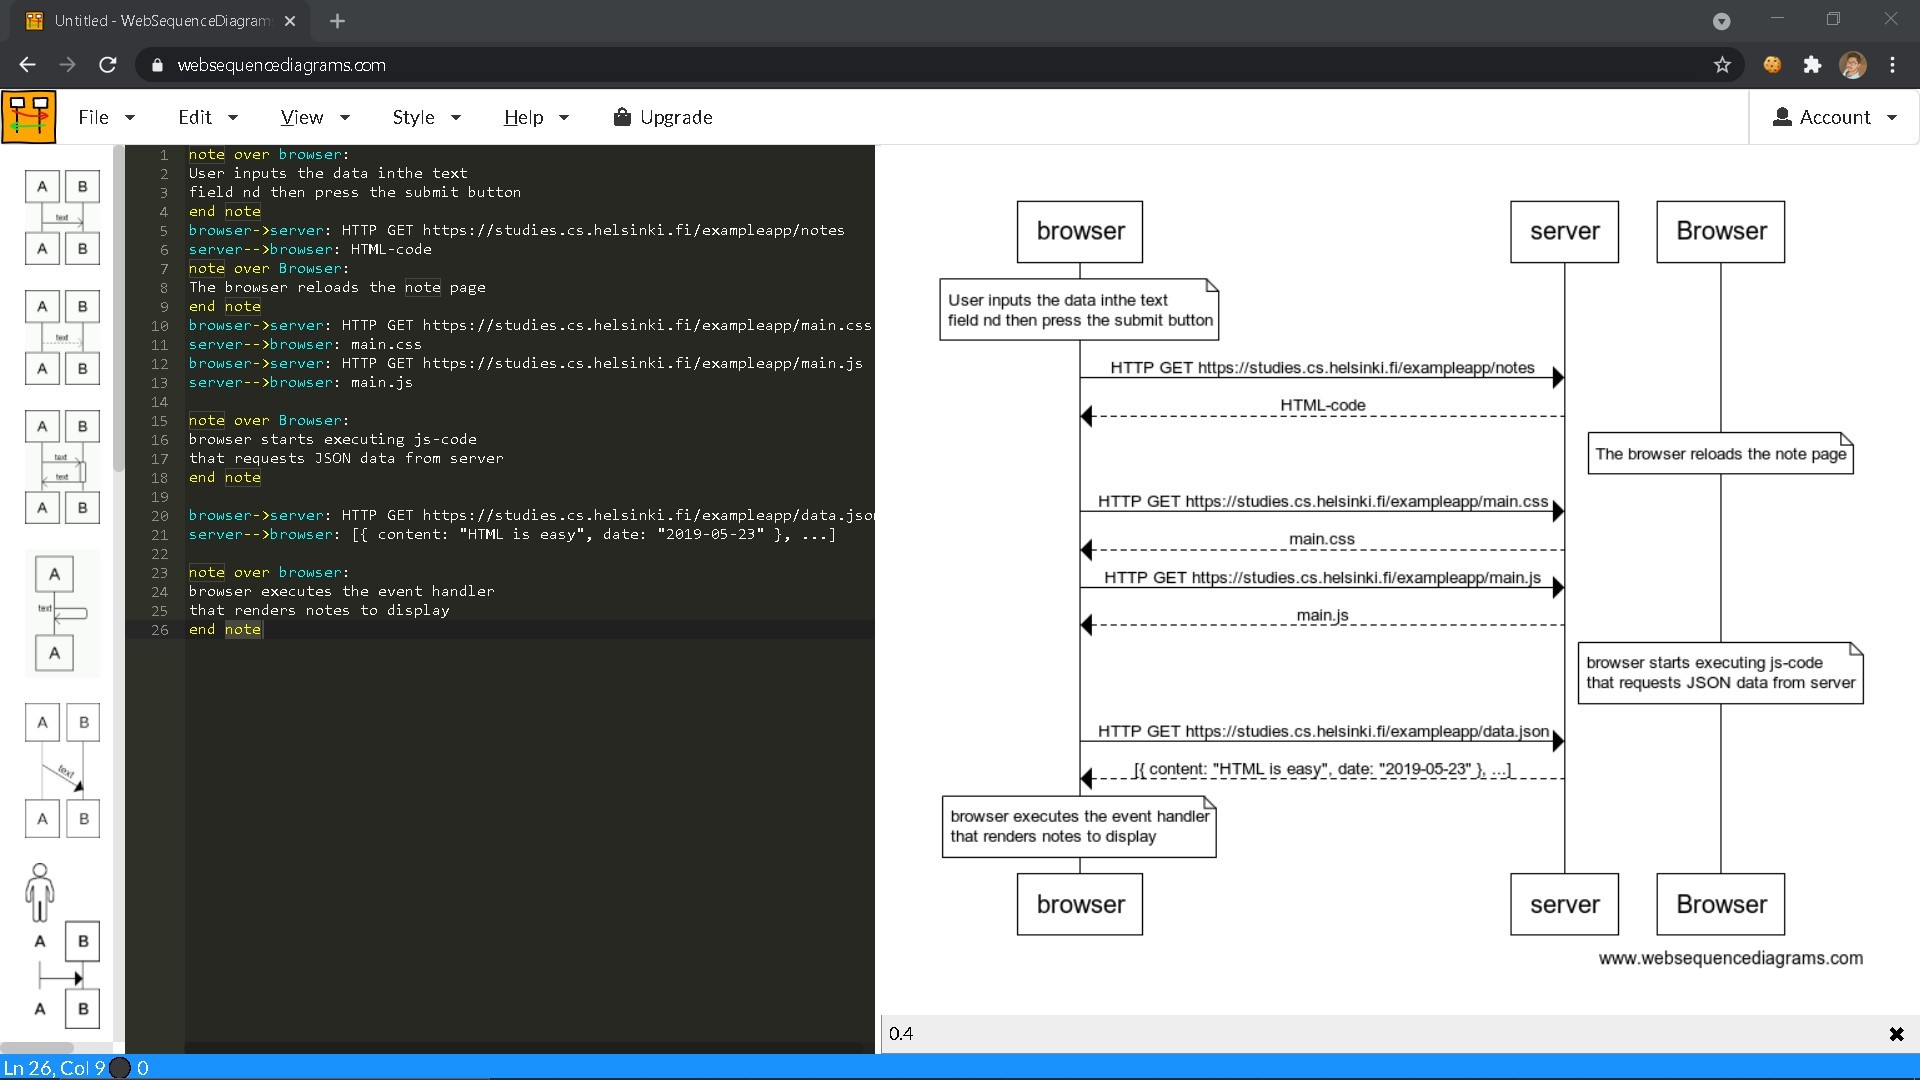 Untitled - WebSequenceDiagram
websequencediagrams.com
File Edit View Style Help Upgrade Account
1 note over browser:
2 User inputs the data inthe text
3 field nd then press the submit button
4 end note
5 browser->server: HTTP GET https://studies.cs.helsinki.fi/exampleapp/notes
6 server-->browser: HTML-code
7 note over Browser:
8 The browser reloads the note page
9 end note
10 browser->server: HTTP GET https://studies.cs.helsinki.fi/exampleapp/main.css
11 server-->browser: main.css
12 browser->server: HTTP GET https://studies.cs.helsinki.fi/exampleapp/main.js
13 server-->browser: main.js
14
15 note over Browser:
16 browser starts executing js-code
17 that requests JSON data from server
18 end note
19
20 browser->server: HTTP GET https://studies.cs.helsinki.fi/exampleapp/data.json
21 server-->browser: [{ content: "HTML is easy", date: "2019-05-23" }, ...]
22
23 note over browser:
24 browser executes the event handler
25 that renders notes to display
26 end note
A B
text
A B
A B
text
A B
A B
text
text
A B
A
text
A
A B
text
A B
A B
A B
browser server Browser
User inputs the data inthe text
field nd then press the submit button
HTTP GET https://studies.cs.helsinki.fi/exampleapp/notes
HTML-code
The browser reloads the note page
HTTP GET https://studies.cs.helsinki.fi/exampleapp/main.css
main.css
HTTP GET https://studies.cs.helsinki.fi/exampleapp/main.js
main.js
browser starts executing js-code
that requests JSON data from server
HTTP GET https://studies.cs.helsinki.fi/exampleapp/data.json
[{ content: "HTML is easy", date: "2019-05-23" }, ...]
browser executes the event handler
that renders notes to display
browser server Browser
www.websequencediagrams.com
0.4
Ln 26, Col 9 0